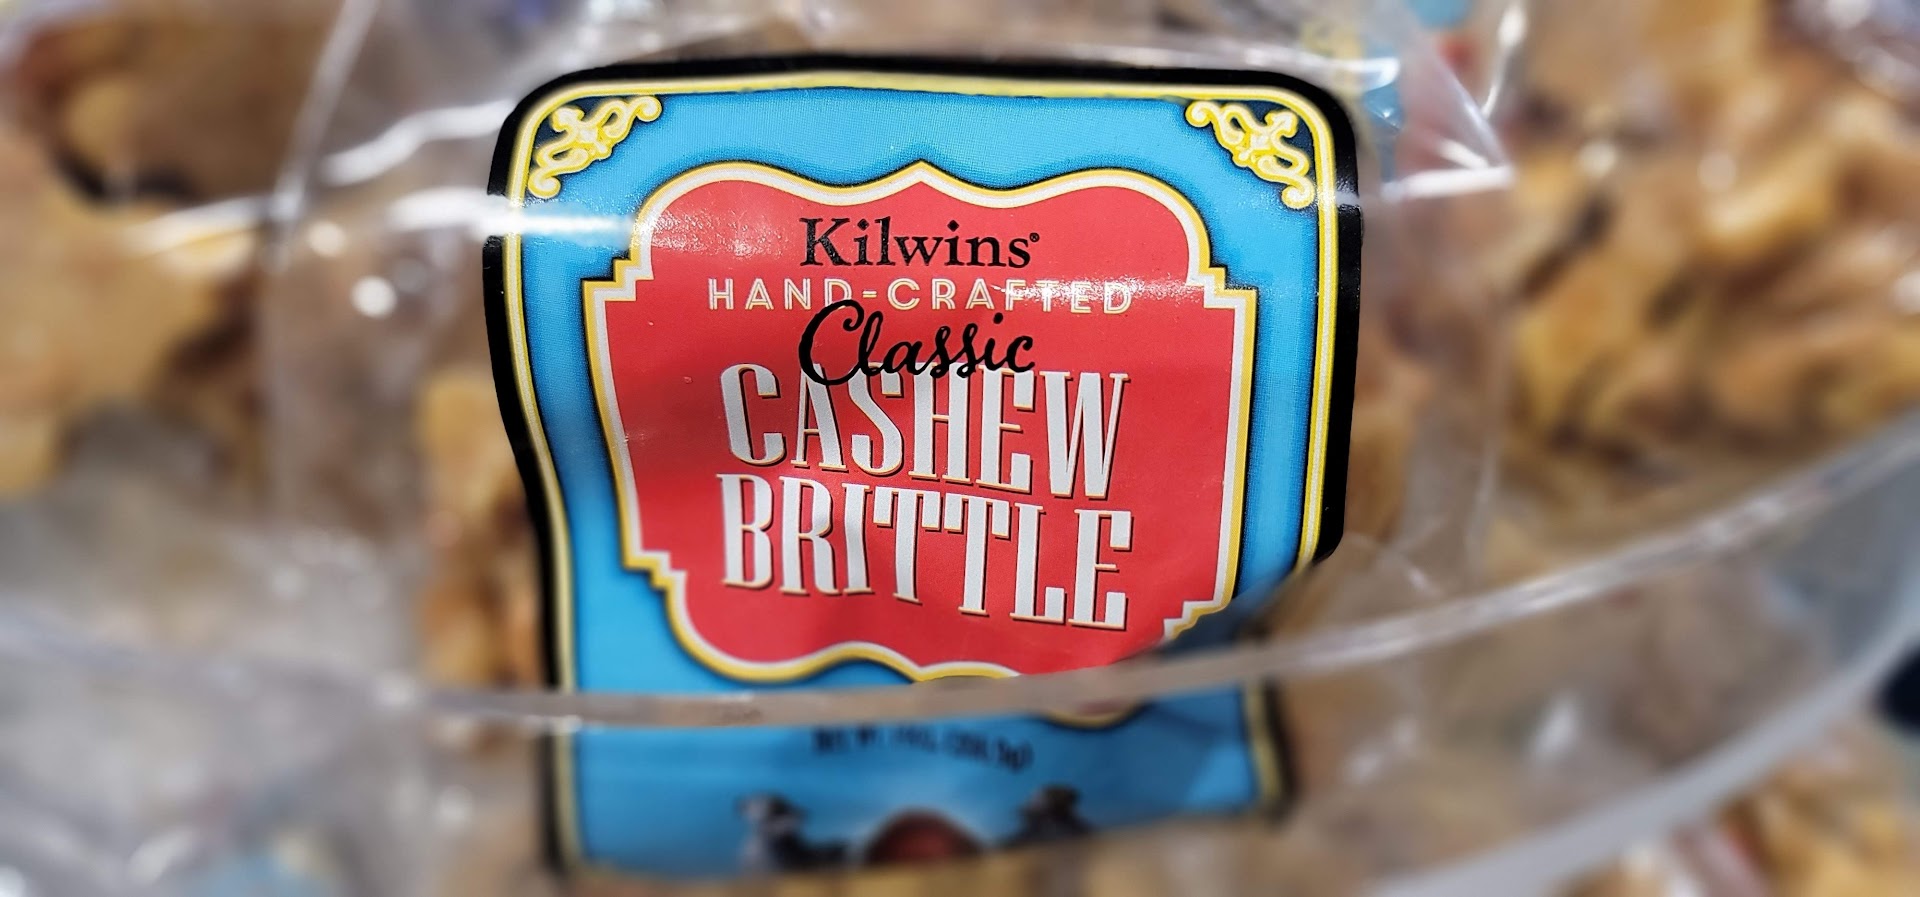 Kilwins®
HAND-CRAFTED
Classic
CASHEW
BRITTLE